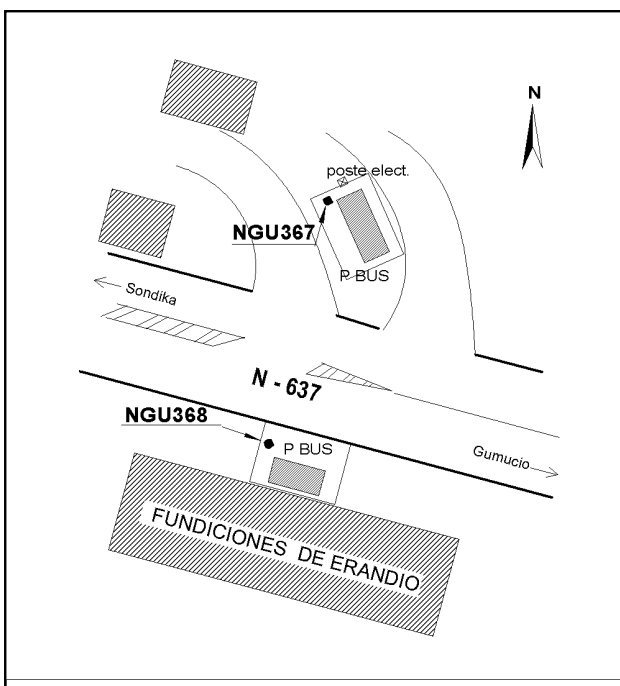 N
poste elect.
NGU367
P BUS
Sondika
N - 637
NGU368
P BUS
Gumucio
FUNDICIONES DE ERANDIO